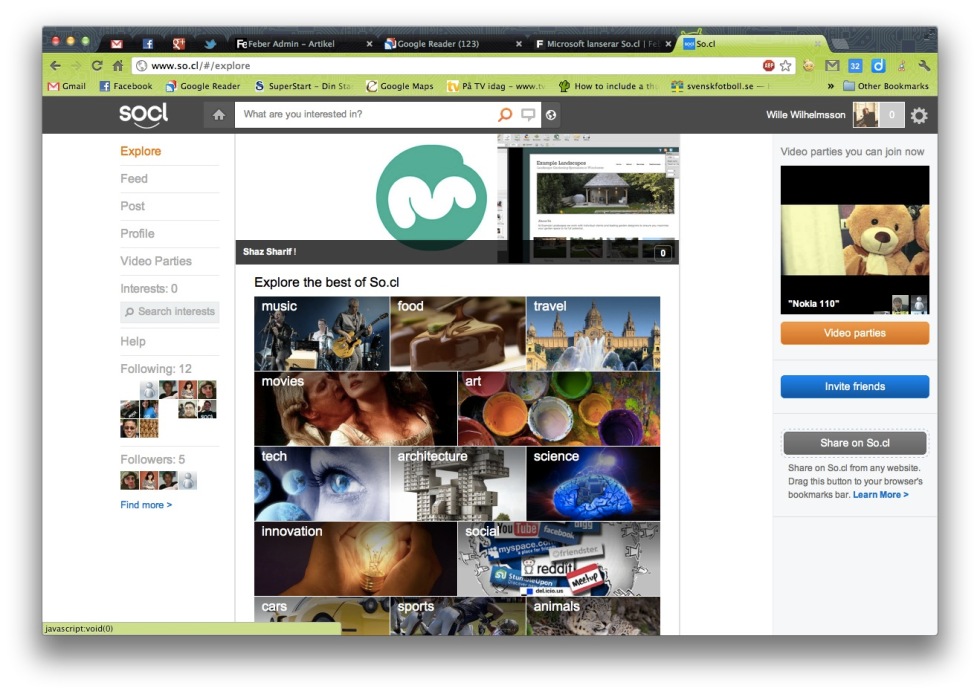 Feber Admin – Artikel
Google Reader (123)
Microsoft lanserar So.cl | Fe
So.cl
www.so.cl/#/explore
ABP
32
Gmail
Facebook
Google Reader
SuperStart – Din Sta
Google Maps
På TV idag – www.tv
How to include a th
svenskfotboll.se –
»
Other Bookmarks
socl
What are you interested in?
Wille Wilhelmsson
0
Explore
Feed
Post
Profile
Video Parties
Interests: 0
Search interests
Help
Following: 12
Followers: 5
Find more >
Example Landscapes
Shaz Sharif !
0
Explore the best of So.cl
music
food
travel
movies
art
tech
architecture
science
innovation
social
You Tube
facebook
digg
myspace.com
a place for friends
friendster
reddit
StumbleUpon
Meetup
del.icio.us
cars
sports
animals
Video parties you can join now
"Nokia 110"
Video parties
Invite friends
Share on So.cl
Share on So.cl from any website.
Drag this button to your browser's
bookmarks bar. Learn More >
javascript:void(0)